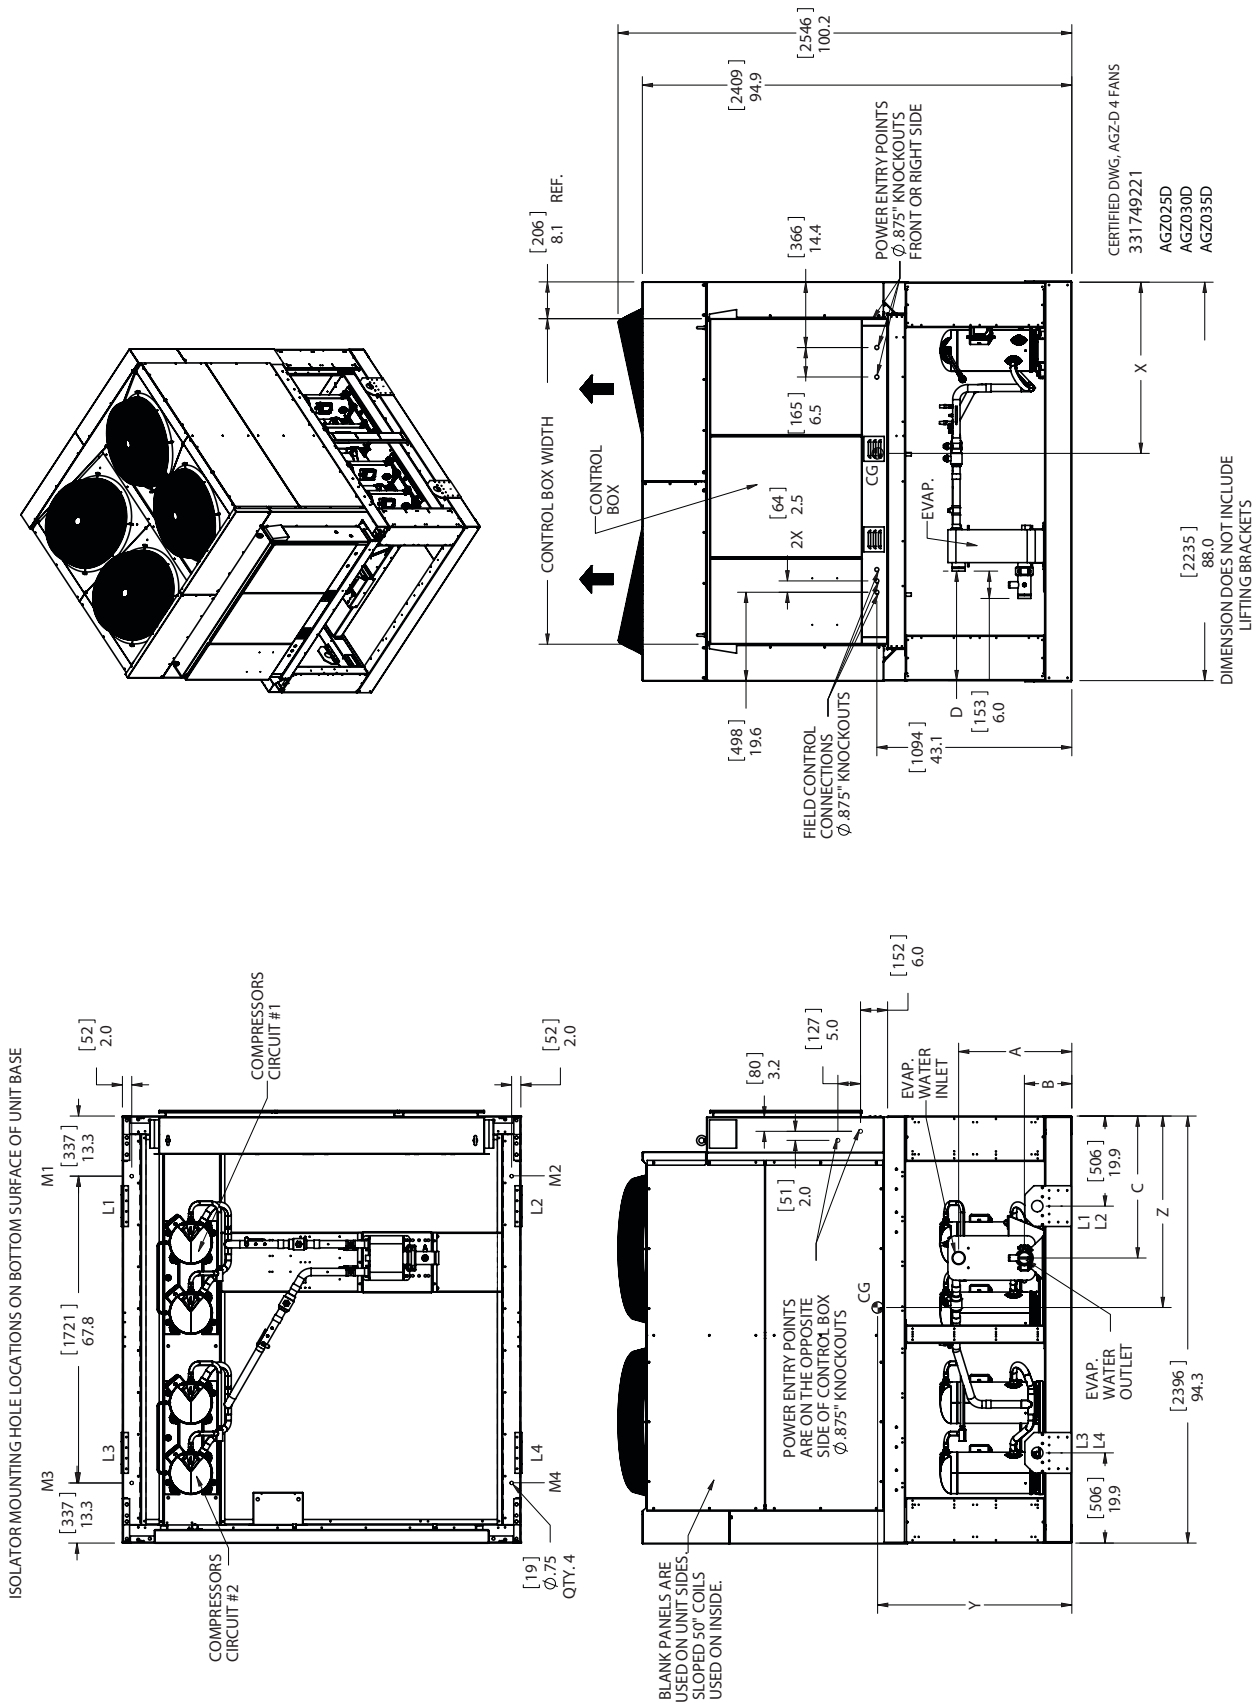 ISOLATOR MOUNTING HOLE LOCATIONS ON BOTTOM SURFACE OF UNIT BASE
[337]
13.3
M3
L3
[1721]
67.8
L1
M1
[337]
13.3
[52]
2.0
COMPRESSORS
CIRCUIT #1
COMPRESSORS
CIRCUIT #2
[19]
Ø.75
QTY. 4
M4
L4
L2
M2
[52]
2.0
BLANK PANELS ARE
USED ON UNIT SIDES.
SLOPED 50" COILS
USED ON INSIDE.
POWER ENTRY POINTS
ARE ON THE OPPOSITE
SIDE OF CONTROL BOX
Ø.875" KNOCKOUTS
CG
[51]
2.0
[80]
3.2
[127]
5.0
[152]
6.0
EVAP.
WATER
INLET
A
B
Y
[506]
19.9
L3
L4
EVAP.
WATER
OUTLET
L1
L2
[506]
19.9
C
Z
[2396]
94.3
CONTROL BOX WIDTH
[206]
8.1
REF.
CONTROL
BOX
[498]
19.6
2X
[64]
2.5
[165]
6.5
[366]
14.4
[2409]
94.9
[2546]
100.2
FIELD CONTROL
CONNECTIONS
Ø.875" KNOCKOUTS
CG
POWER ENTRY POINTS
Ø.875" KNOCKOUTS
FRONT OR RIGHT SIDE
[1094]
43.1
D
[153]
6.0
EVAP.
X
[2235]
88.0
DIMENSION DOES NOT INCLUDE
LIFTING BRACKETS
CERTIFIED DWG, AGZ-D 4 FANS
331749221
AGZ025D
AGZ030D
AGZ035D